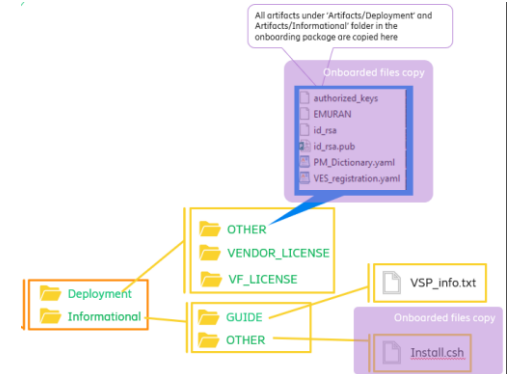 All artifacts under 'Artifacts/Deployment' and
Artifacts/Informational' folder in the
onboarding package are copied here
Onboarded files copy
authorized_keys
EMURAN
id_rsa
id_rsa.pub
PM_Dictionary.yaml
VES_registration.yaml
OTHER
VENDOR_LICENSE
VF_LICENSE
Deployment
Informational
GUIDE
OTHER
VSP_info.txt
Onboarded files copy
Install.csh